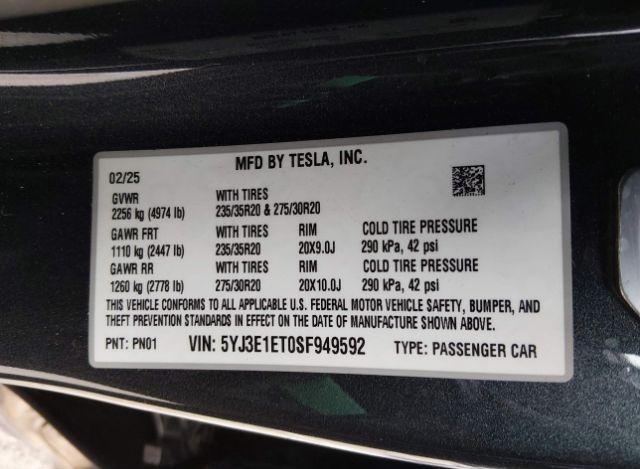 MFD BY TESLA, INC.
02/25
GVWR WITH TIRES
2256 kg (4974 lb) 235/35R20 & 275/30R20
GAWR FRT WITH TIRES RIM COLD TIRE PRESSURE
1110 kg (2447 lb) 235/35R20 20X9.0J 290 kPa, 42 psi
GAWR RR WITH TIRES RIM COLD TIRE PRESSURE
1260 kg (2778 lb) 275/30R20 20X10.0J 290 kPa, 42 psi
THIS VEHICLE CONFORMS TO ALL APPLICABLE U.S. FEDERAL MOTOR VEHICLE SAFETY, BUMPER, AND
THEFT PREVENTION STANDARDS IN EFFECT ON THE DATE OF MANUFACTURE SHOWN ABOVE.
PNT: PN01 VIN: 5YJ3E1ET0SF949592 TYPE: PASSENGER CAR